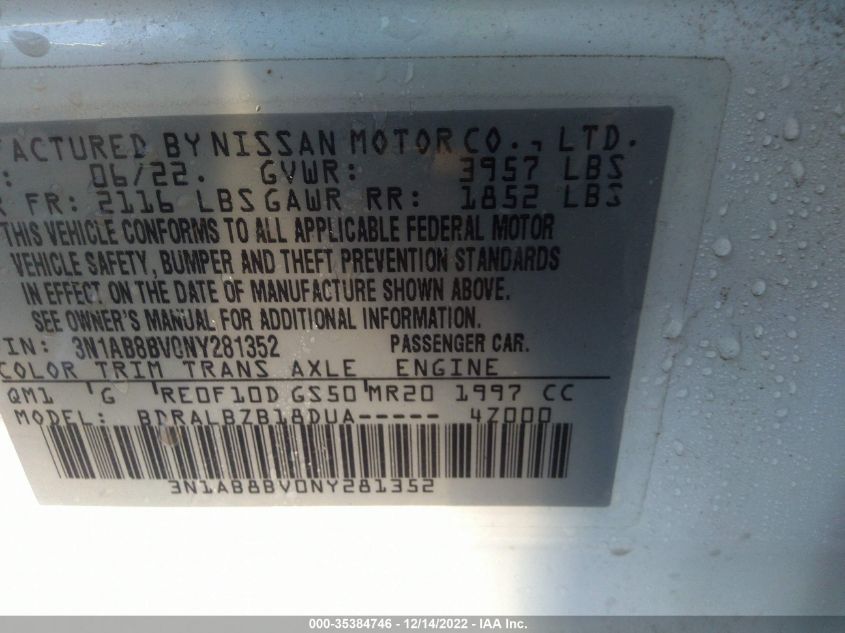 FACTURED BY NISSAN MOTOR CO., LTD.
: 06/22. GVWR: 3957 LBS
R FR: 2116 LBS GAWR RR: 1852 LBS
THIS VEHICLE CONFORMS TO ALL APPLICABLE FEDERAL MOTOR
VEHICLE SAFETY, BUMPER AND THEFT PREVENTION STANDARDS
IN EFFECT ON THE DATE OF MANUFACTURE SHOWN ABOVE.
SEE OWNER'S MANUAL FOR ADDITIONAL INFORMATION.
IN: 3N1AB8BV0NY281352 PASSENGER CAR.
COLOR TRIM TRANS AXLE ENGINE
QM1 G RE0F10D GS50 MR20 1997 CC
MODEL: BDRALBZB18DUA----- 4Z000
3N1AB8BV0NY281352
000-35384746 - 12/14/2022 - IAA Inc.